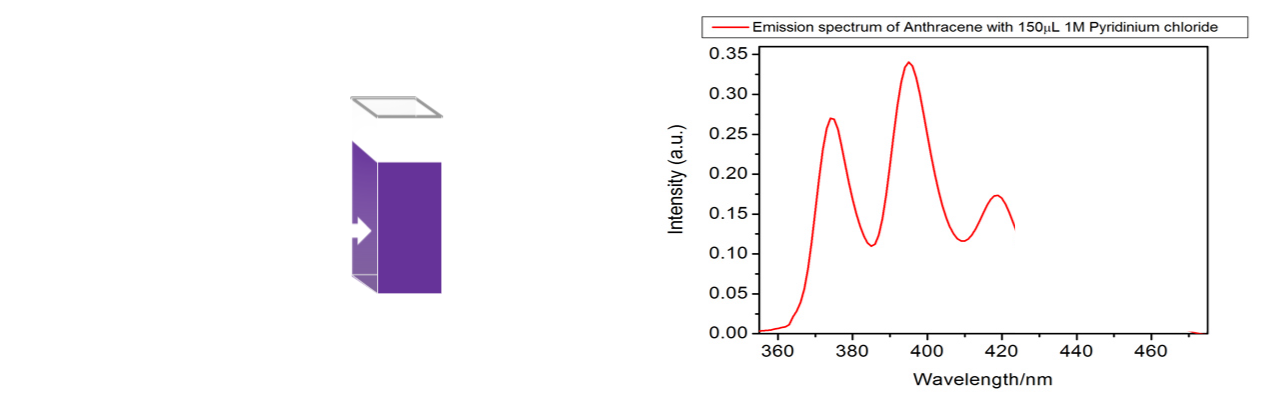 Emission spectrum of Anthracene with 150μL 1M Pyridinium chloride
0.35
0.30
0.25
0.20
0.15
0.10
0.05
0.00
Intensity (a.u.)
360 380 400 420 440 460
Wavelength/nm